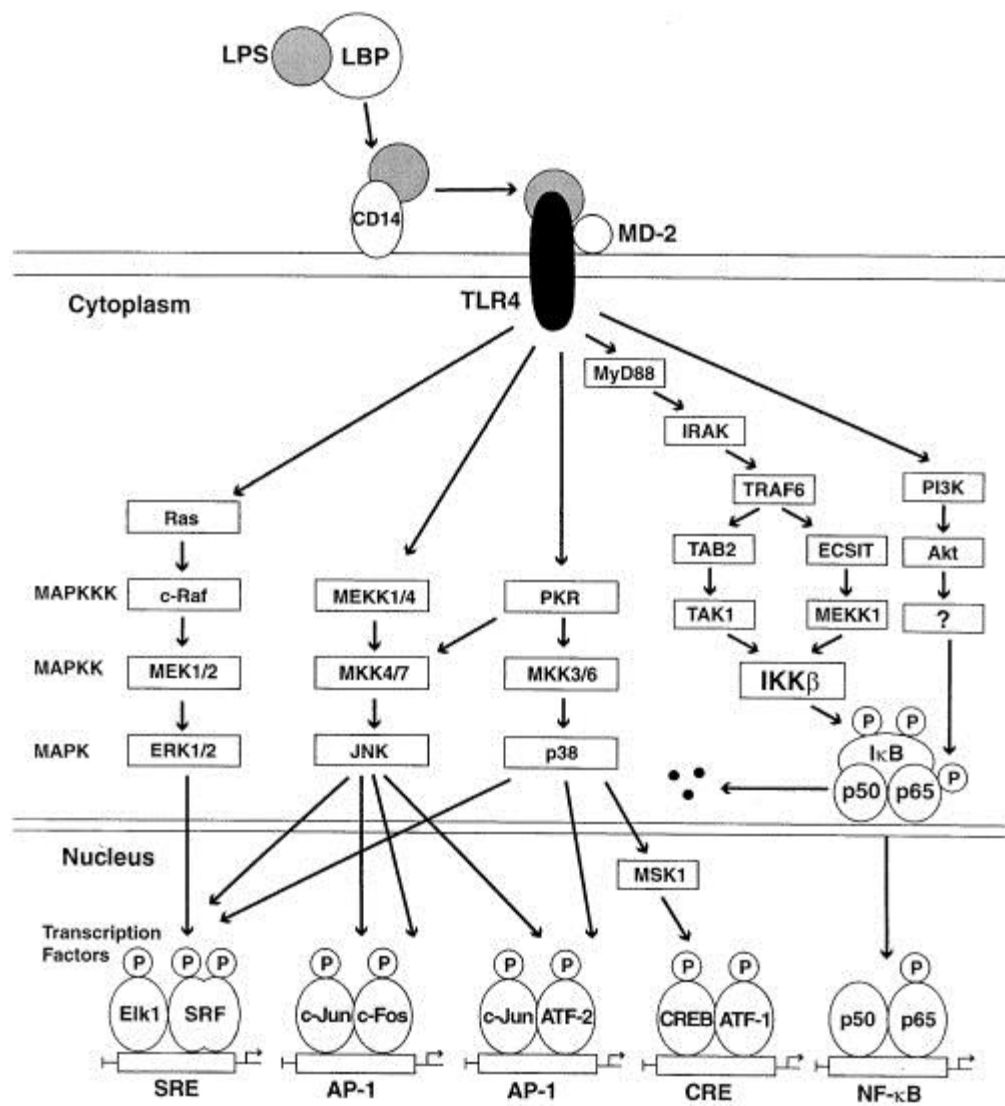 LPS
LBP
CD14
MD-2
TLR4
Cytoplasm
MyD88
IRAK
TRAF6
PI3K
Ras
TAB2
ECSIT
Akt
MAPKKK
c-Raf
MEKK1/4
PKR
TAK1
MEKK1
?
MAPKK
MEK1/2
MKK4/7
MKK3/6
IKKβ
P
P
MAPK
ERK1/2
JNK
p38
IκB
P
p50
p65
Nucleus
MSK1
Transcription
Factors
P
P
P
P
P
P
P
P
P
P
Elk1
SRF
c-Jun
c-Fos
c-Jun
ATF-2
CREB
ATF-1
p50
p65
SRE
AP-1
AP-1
CRE
NF-κB